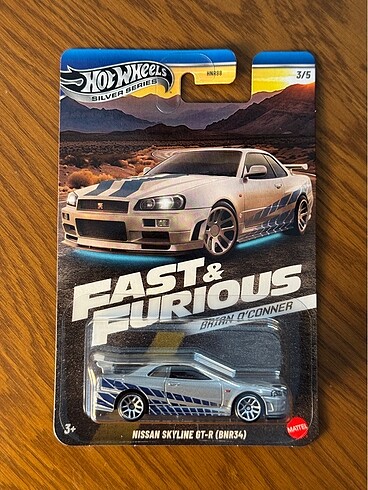 HOT WHEELS
SILVER SERIES
HNR88
3/5
FAST &
FURIOUS
BRIAN O'CONNER
3+
NISSAN SKYLINE GT-R (BNR34)
MATTEL